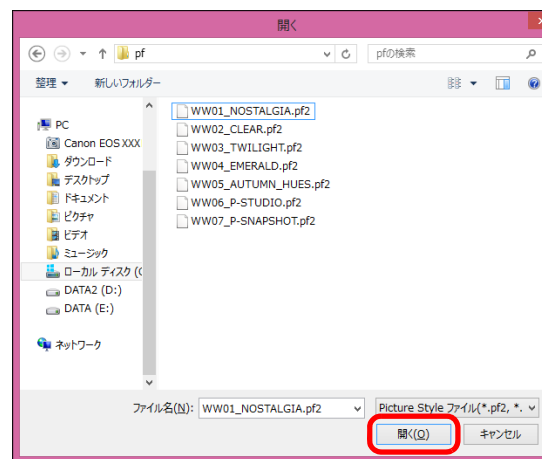 開く
pf
pfの検索
整理
新しいフォルダー
PC
Canon EOS XXX
ダウンロード
デスクトップ
ドキュメント
ピクチャ
ビデオ
ミュージック
ローカル ディスク (C
DATA2 (D:)
DATA (E:)
ネットワーク
WW01_NOSTALGIA.pf2
WW02_CLEAR.pf2
WW03_TWILIGHT.pf2
WW04_EMERALD.pf2
WW05_AUTUMN_HUES.pf2
WW06_P-STUDIO.pf2
WW07_P-SNAPSHOT.pf2
ファイル名(N): WW01_NOSTALGIA.pf2
Picture Style ファイル(*.pf2, *.
開く(O)
キャンセル